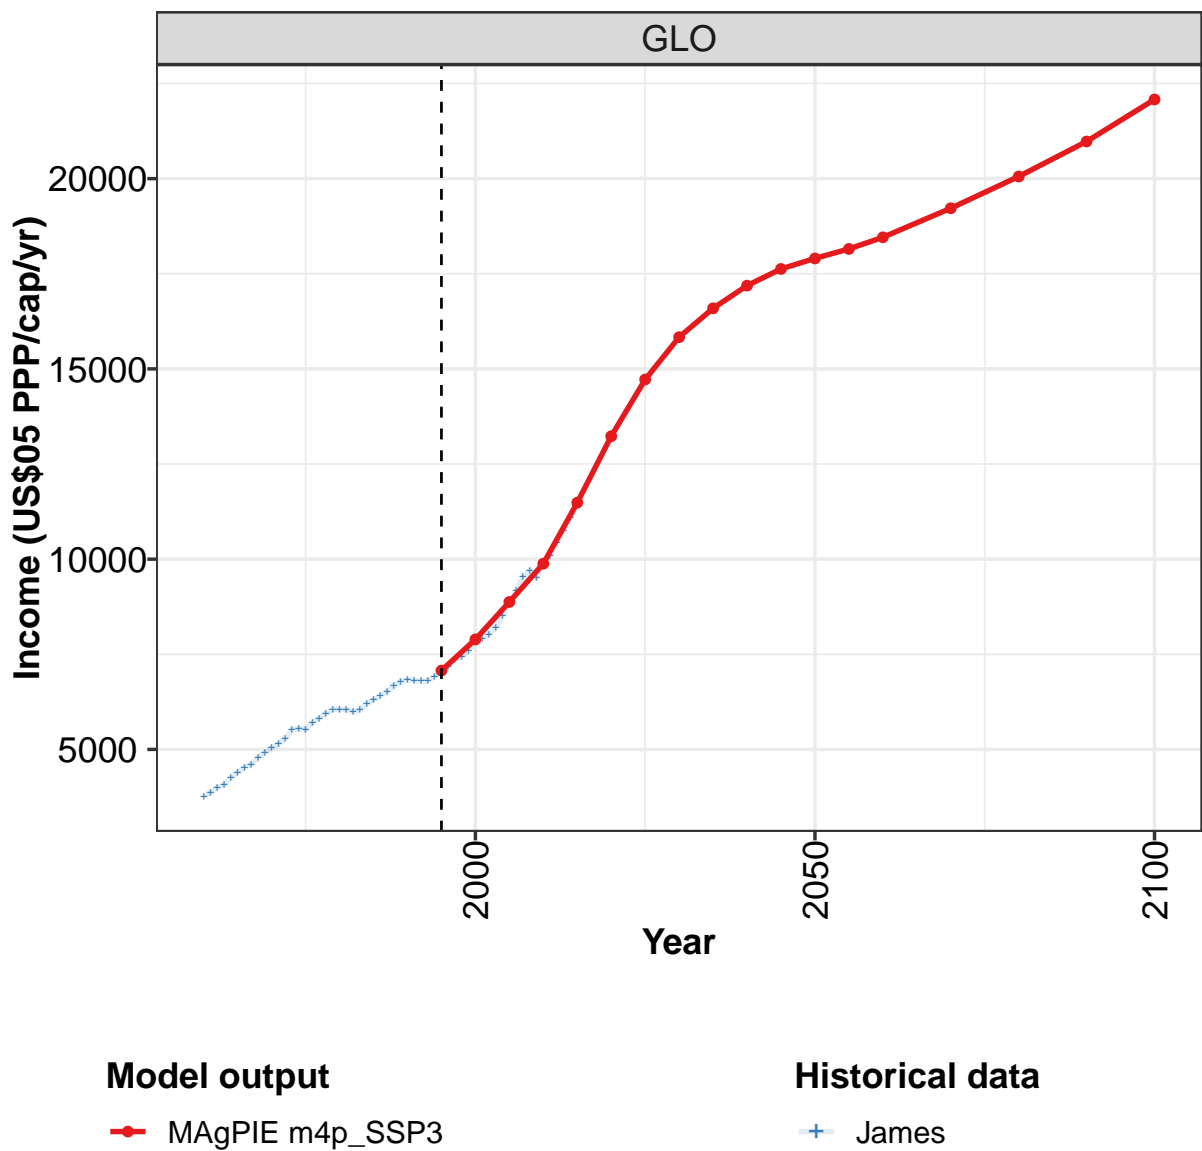 GLO
Income (US$05 PPP/cap/yr)
20000
15000
10000
5000
2000
2050
2100
Year
Model output
MAgPIE m4p_SSP3
Historical data
James